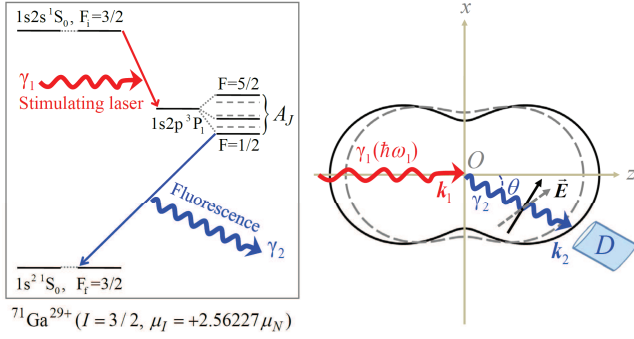 1s2s ¹S₀, Fᵢ=3/2
γ₁
Stimulating laser
F=5/2
1s2p ³P₁
A_J
F=1/2
Fluorescence
γ₂
1s² ¹S₀, F_f=3/2
⁷¹Ga²⁹⁺(I = 3/2, μ_I = +2.56227μ_N)
x
γ₁(ħω₁)
O
k₁
θ
E⃗
z
γ₂
k₂
D